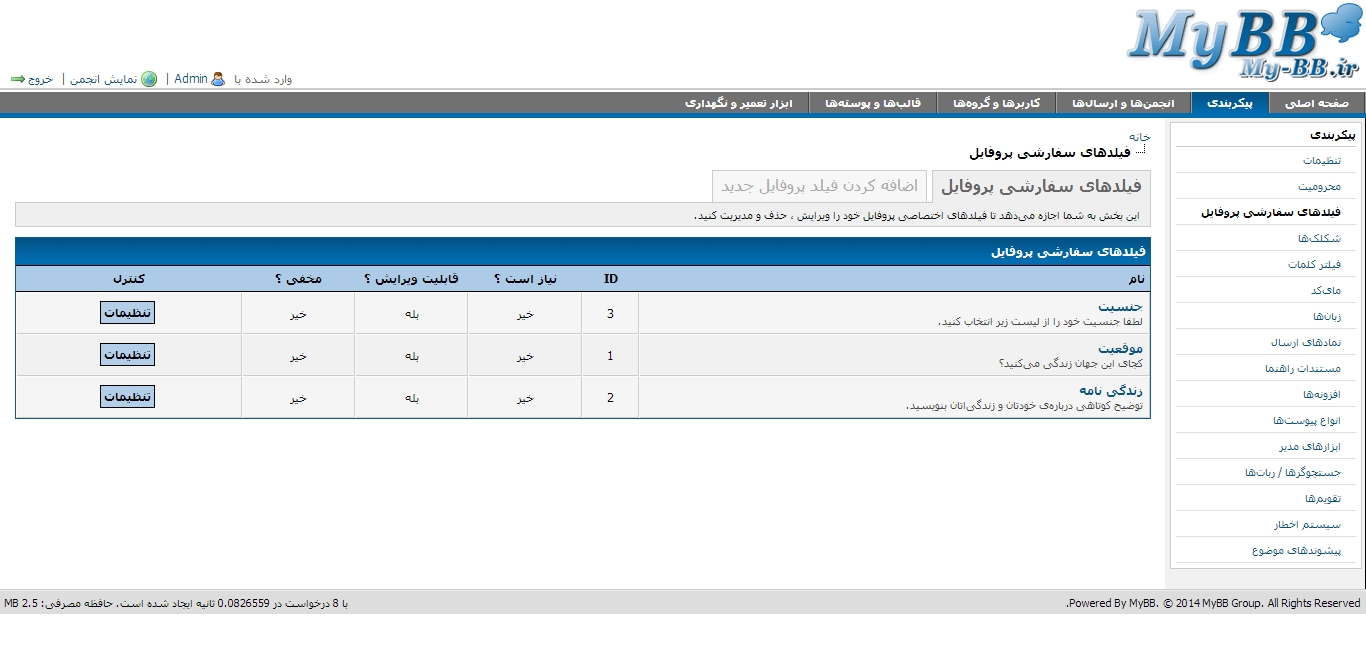 MyBB
My-BB.ir
وارد شده با Admin | نمایش انجمن | خروج
صفحه اصلی
پیکربندی
انجمن‌ها و ارسال‌ها
کاربرها و گروه‌ها
قالب‌ها و پوسته‌ها
ابزار تعمیر و نگهداری
پیکربندی
تنظیمات
محرومیت
فیلدهای سفارشی پروفایل
شکلک‌ها
فیلتر کلمات
مای‌کد
زبان‌ها
نمادهای ارسال
مستندات راهنما
افزونه‌ها
انواع پیوست‌ها
ابزارهای مدیر
جستجوگرها / ربات‌ها
تقویم‌ها
سیستم اخطار
پیشوندهای موضوع
خانه
فیلدهای سفارشی پروفایل
فیلدهای سفارشی پروفایل
اضافه کردن فیلد پروفایل جدید
این بخش به شما اجازه می‌دهد تا فیلدهای اختصاصی پروفایل خود را ویرایش ، حذف و مدیریت کنید.
فیلدهای سفارشی پروفایل
نام ID نیاز است ؟ قابلیت ویرایش ؟ مخفی ؟ کنترل
جنسیت 3 خیر بله خیر تنظیمات
لطفا جنسیت خود را از لیست زیر انتخاب کنید.
موقعیت 1 خیر بله خیر تنظیمات
کجای این جهان زندگی می‌کنید؟
زندگی نامه 2 خیر بله خیر تنظیمات
توضیح کوتاهی درباره‌ی خودتان و زندگی‌اتان بنویسید.
Powered By MyBB. © 2014 MyBB Group. All Rights Reserved.
با 8 درخواست در 0.0826559 ثانیه ایجاد شده است. حافظه مصرفی: 2.5 MB